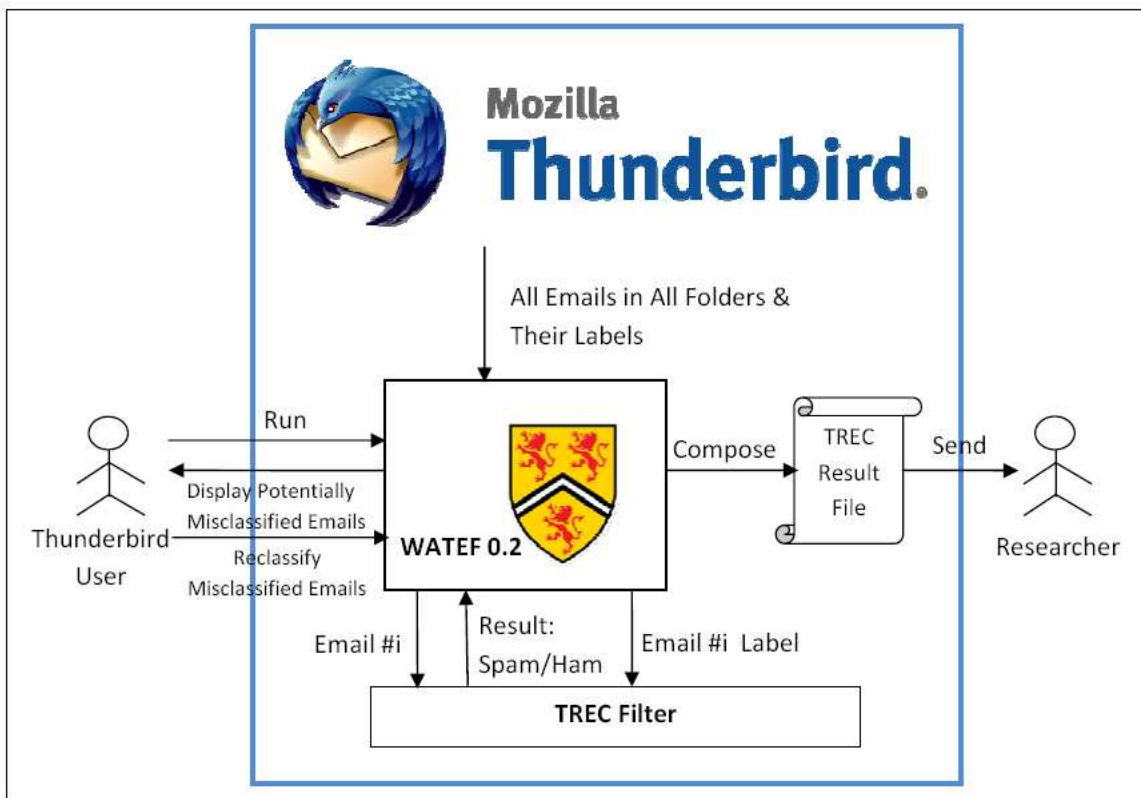 Mozilla
Thunderbird.
All Emails in All Folders &
Their Labels
Run
Display Potentially
Misclassified Emails
Reclassify
Misclassified Emails
Thunderbird
User
WATEF 0.2
Compose
TREC
Result
File
Send
Researcher
Email #i
Result:
Spam/Ham
Email #i  Label
TREC Filter